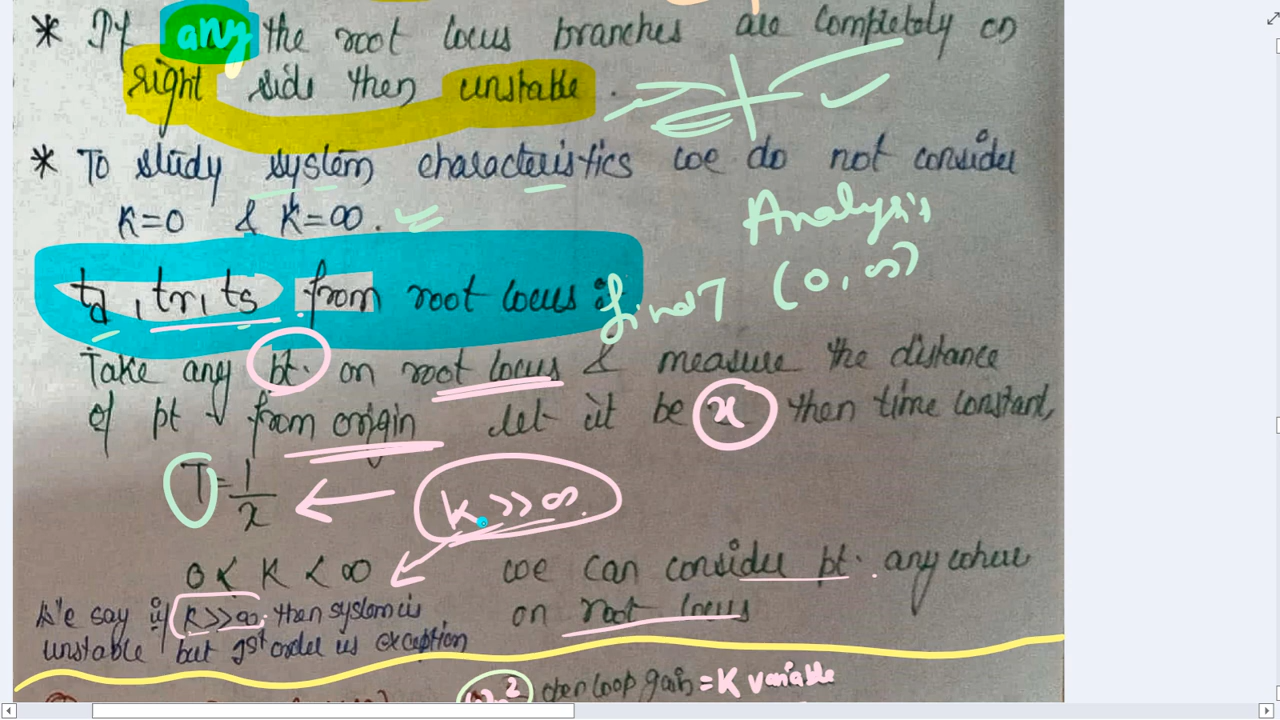 * If any the root locus branches are completely on
right side then unstable.
* To study system characteristics we do not consider
K=0 & K=∞.
Analysis
td, tr, ts from root locus :
find T (0, ∞)
Take any pt. on root locus & measure the distance
of pt from origin let it be x then time constant,
T = 1/x
K >> ∞
0 < K < ∞ we can consider pt. anywhere
on root locus
We say if K>>∞ then system is
unstable but 1st order is exception
open loop gain = K variable